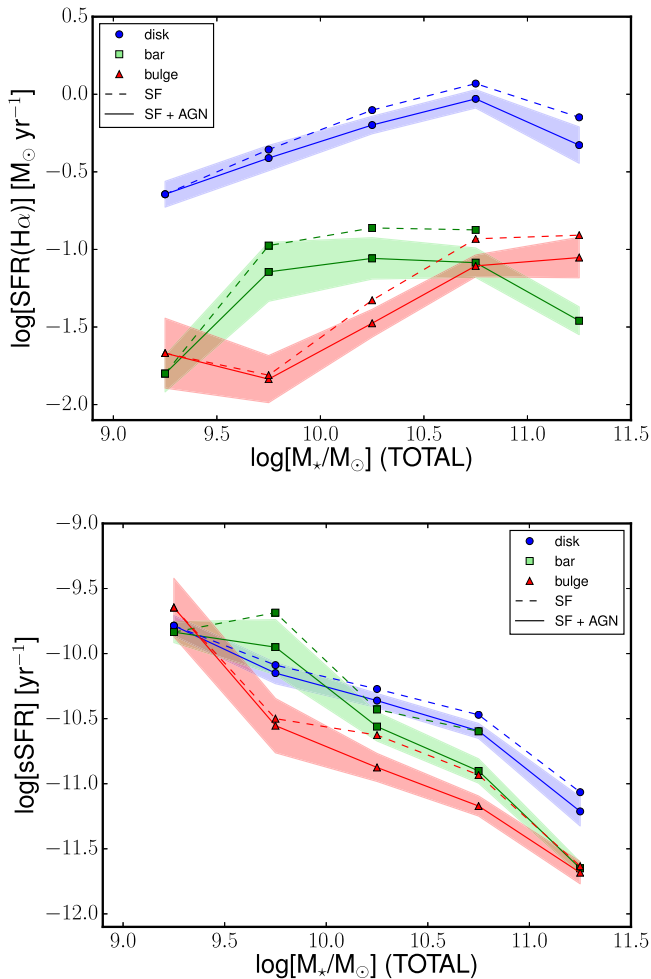 0.5
0.0
−0.5
−1.0
−1.5
−2.0
log[SFR(Hα)] [M⊙ yr−1]
disk
bar
bulge
SF
SF + AGN
9.0 9.5 10.0 10.5 11.0 11.5
log[M⋆/M⊙] (TOTAL)
−9.0
−9.5
−10.0
−10.5
−11.0
−11.5
−12.0
log[sSFR] [yr−1]
disk
bar
bulge
SF
SF + AGN
9.0 9.5 10.0 10.5 11.0 11.5
log[M⋆/M⊙] (TOTAL)